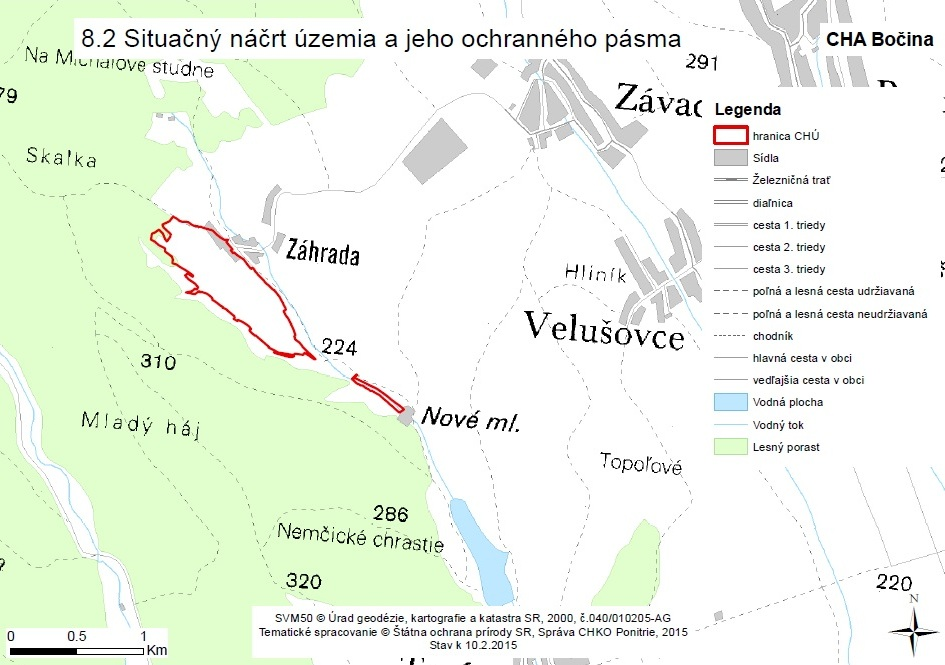 8.2 Situačný náčrt územia a jeho ochranného pásma
CHA Bočina
Na Michalove studne
291
79
Závad
Skalka
Legenda
hranica CHÚ
Sídla
Železničná trať
diaľnica
cesta 1. triedy
cesta 2. triedy
cesta 3. triedy
poľná a lesná cesta udržiavaná
poľná a lesná cesta neudržiavaná
chodník
hlavná cesta v obci
vedľajšia cesta v obci
Vodná plocha
Vodný tok
Lesný porast
Záhrada
Hliník
Velušovce
224
310
Nové ml.
Mladý háj
Topoľové
286
Nemčické chrastie
320
220
N
SVM50 © Úrad geodézie, kartografie a katastra SR, 2000, č.040/010205-AG
Tematické spracovanie © Štátna ochrana prírody SR, Správa CHKO Ponitrie, 2015
Stav k 10.2.2015
0 0.5 1
Km